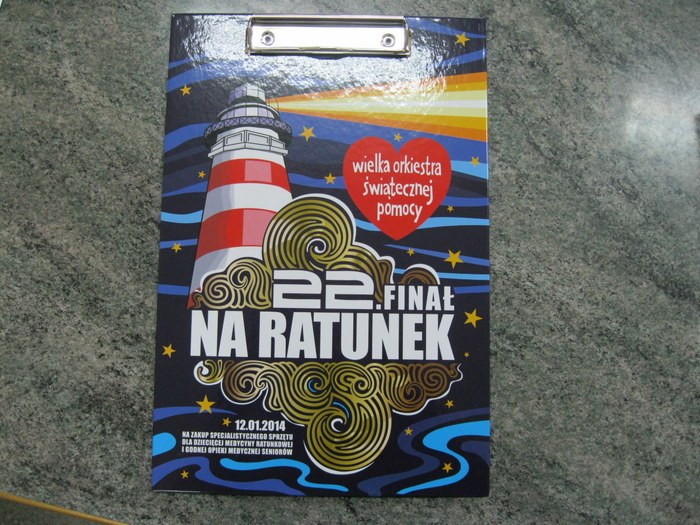 wielka orkiestra
świątecznej
pomocy
22.FINAŁ
NA RATUNEK
12.01.2014
NA ZAKUP SPECJALISTYCZNEGO SPRZĘTU
DLA DZIECIĘCEJ MEDYCYNY RATUNKOWEJ
I GODNEJ OPIEKI MEDYCZNEJ SENIORÓW